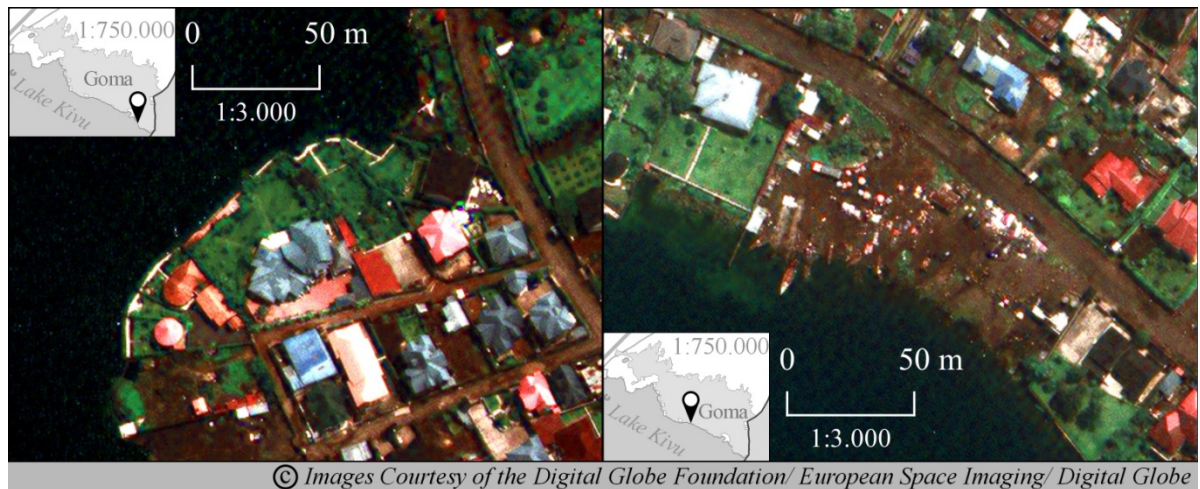 1:750.000
Goma
Lake Kivu
0 50 m
1:3.000
1:750.000
Goma
Lake Kivu
0 50 m
1:3.000
© Images Courtesy of the Digital Globe Foundation/ European Space Imaging/ Digital Globe